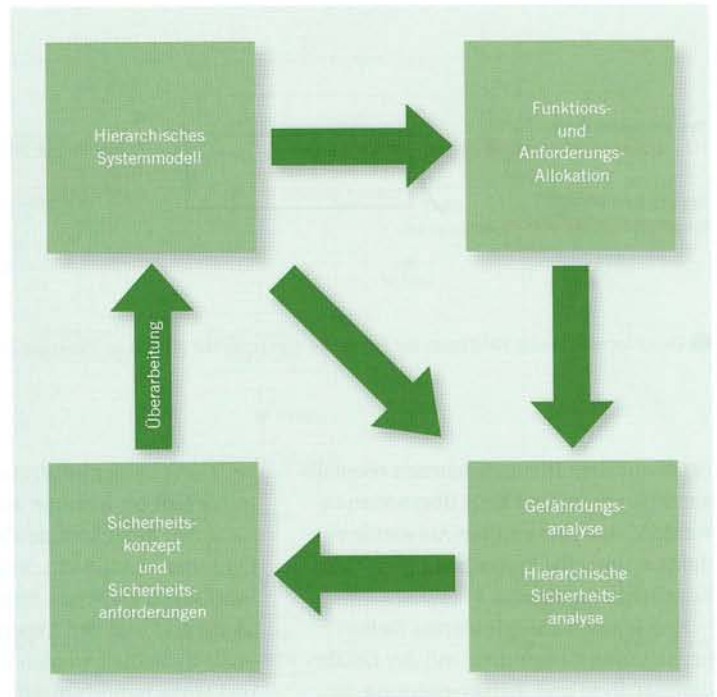 Hierarchisches
Systemmodell
Funktions-
und
Anforderungs-
Allokation
Überarbeitung
Sicherheits-
konzept
und
Sicherheits-
anforderungen
Gefährdungs-
analyse
Hierarchische
Sicherheits-
analyse